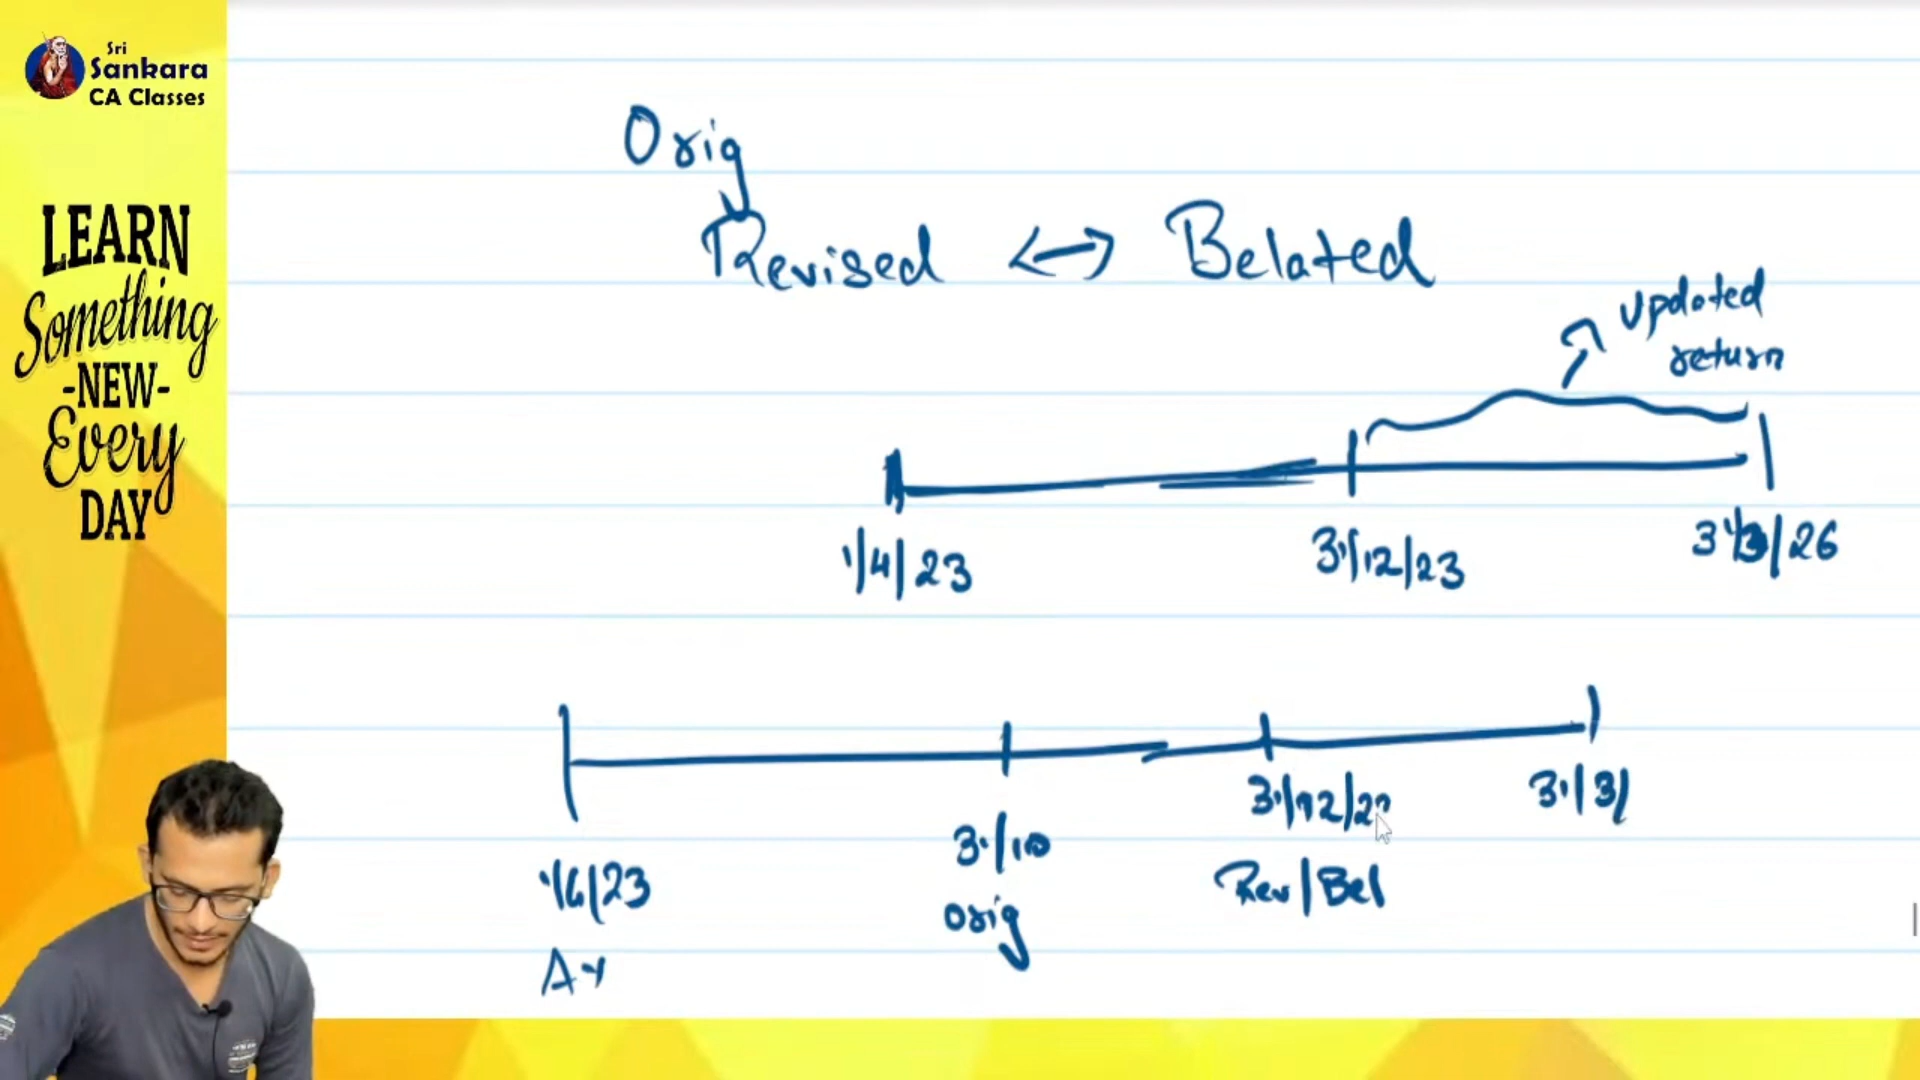 Sri
Sankara
CA Classes
LEARN
Something
-NEW-
Every
DAY
Orig
Revised ↔ Belated
Updated
return
1/4/23
31/12/23
31/3/26
31/12/23
31/3/
31/10
1/4/23
Rev/Bel
Orig
AY